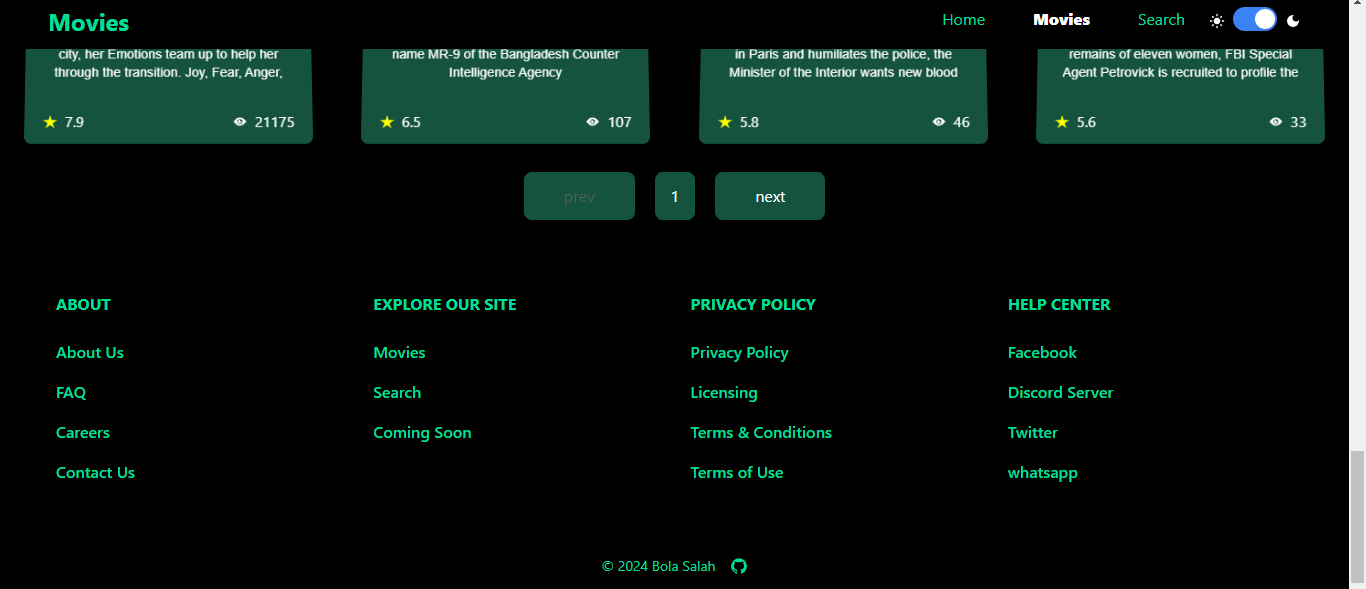 Movies
Home Movies Search
city, her Emotions team up to help her
through the transition. Joy, Fear, Anger,
7.9 21175
name MR-9 of the Bangladesh Counter
Intelligence Agency
6.5 107
in Paris and humiliates the police, the
Minister of the Interior wants new blood
5.8 46
remains of eleven women, FBI Special
Agent Petrovick is recruited to profile the
5.6 33
prev 1 next
ABOUT
About Us
FAQ
Careers
Contact Us
EXPLORE OUR SITE
Movies
Search
Coming Soon
PRIVACY POLICY
Privacy Policy
Licensing
Terms & Conditions
Terms of Use
HELP CENTER
Facebook
Discord Server
Twitter
whatsapp
© 2024 Bola Salah